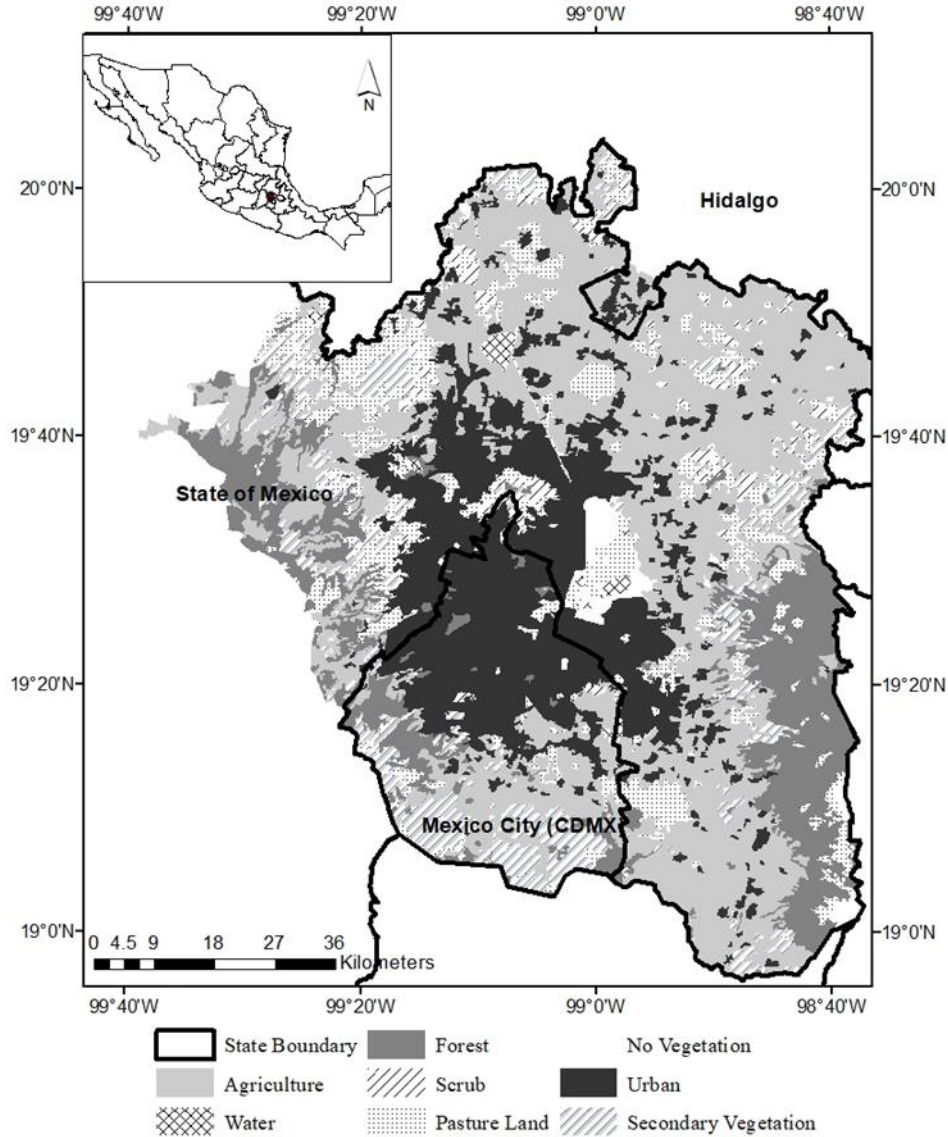 99°40'W 99°20'W 99°0'W 98°40'W
N
20°0'N 20°0'N
Hidalgo
19°40'N 19°40'N
State of Mexico
19°20'N 19°20'N
Mexico City (CDMX
19°0'N 19°0'N
0 4.5 9 18 27 36
Kilometers
99°40'W 99°20'W 99°0'W 98°40'W
State Boundary Forest No Vegetation
Agriculture Scrub Urban
Water Pasture Land Secondary Vegetation